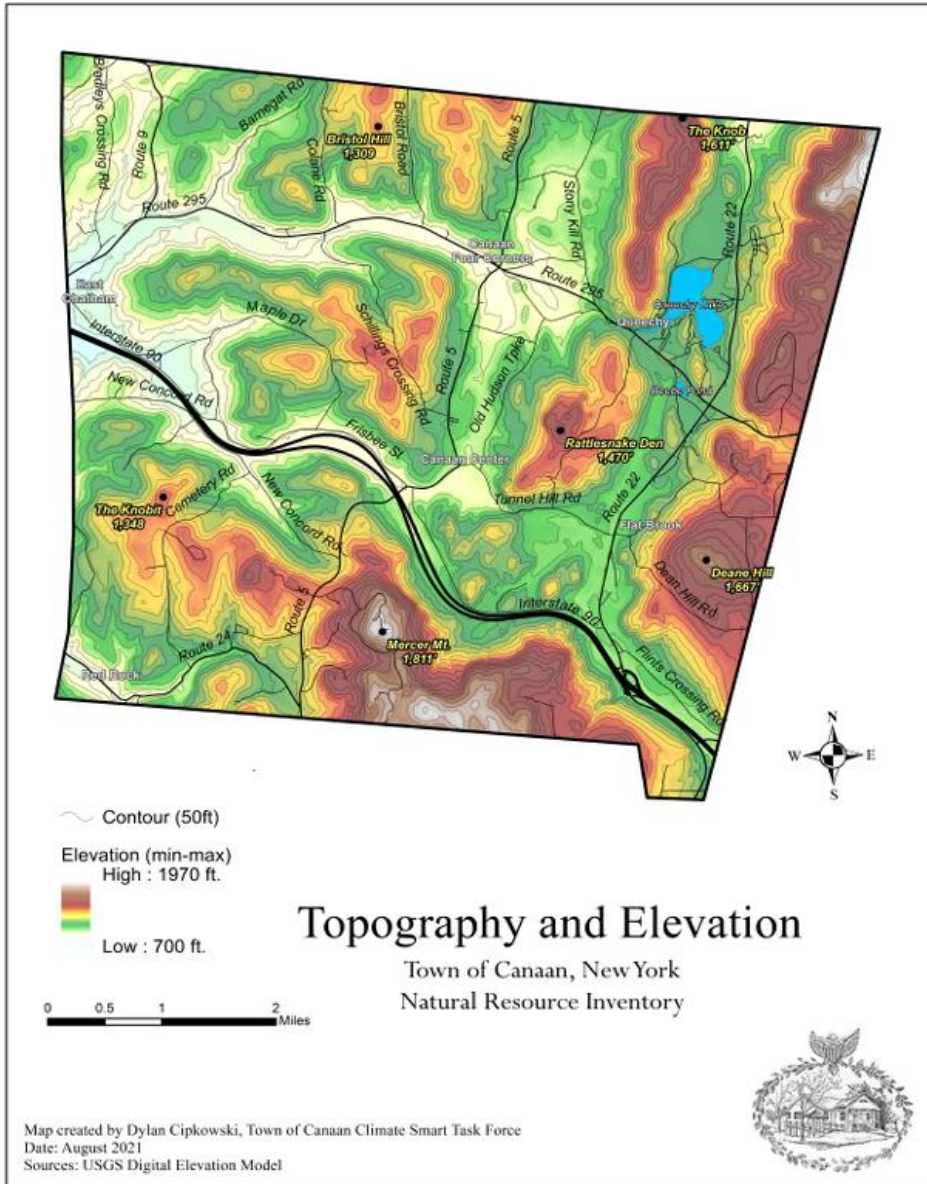 Bradleys Crossing Rd
Route 9
Barnegat Rd
Bristol Hill
1,309
Colane Rd
Bristol Road
Route 5
The Knob
1,611'
Route 295
Stony Kill Rd
Route 22
Canaan
Four Corners
Route 295
East
Chatham
Queechy Lake
Queechy
Maple Dr
Schillings Crossing Rd
Interstate 90
Route 5
Old Hudson Tpke
New Concord Rd
Frisbee St
Rattlesnake Den
1,470'
Canaan Center
The Knobit
1,348
Cemetery Rd
Tunnel Hill Rd
Route 22
New Concord Rd
Flat Brook
Deane Hill
1,667'
Dean Hill Rd
Interstate 90
Route 5
Mercer Mt.
1,811'
Route 24
Flints Crossing Rd
Red Rock
N
W E
S
Contour (50ft)
Elevation (min-max)
High : 1970 ft.
Low : 700 ft.
Topography and Elevation
Town of Canaan, New York
Natural Resource Inventory
0 0.5 1 2
Miles
Map created by Dylan Cipkowski, Town of Canaan Climate Smart Task Force
Date: August 2021
Sources: USGS Digital Elevation Model